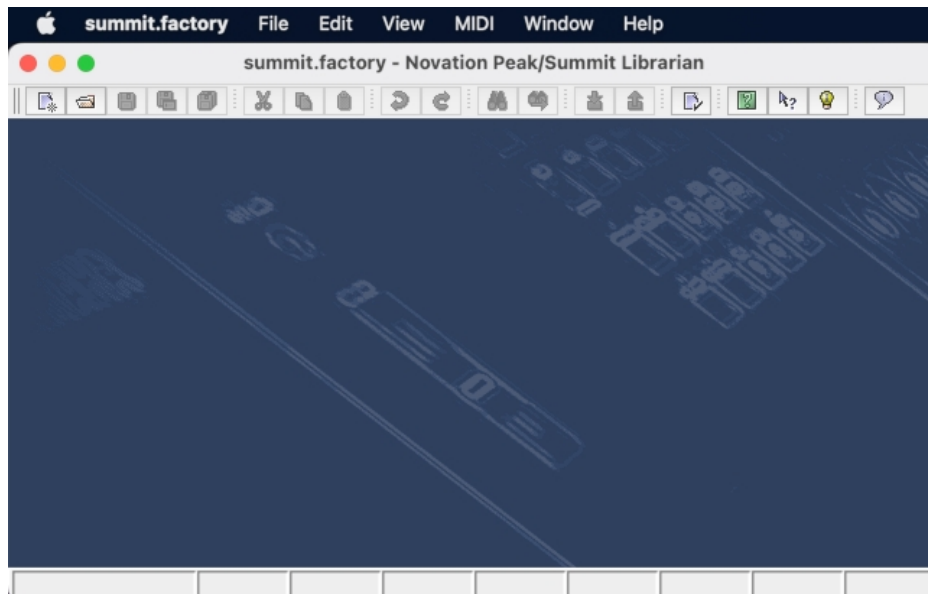 summit.factory File Edit View MIDI Window Help
summit.factory - Novation Peak/Summit Librarian